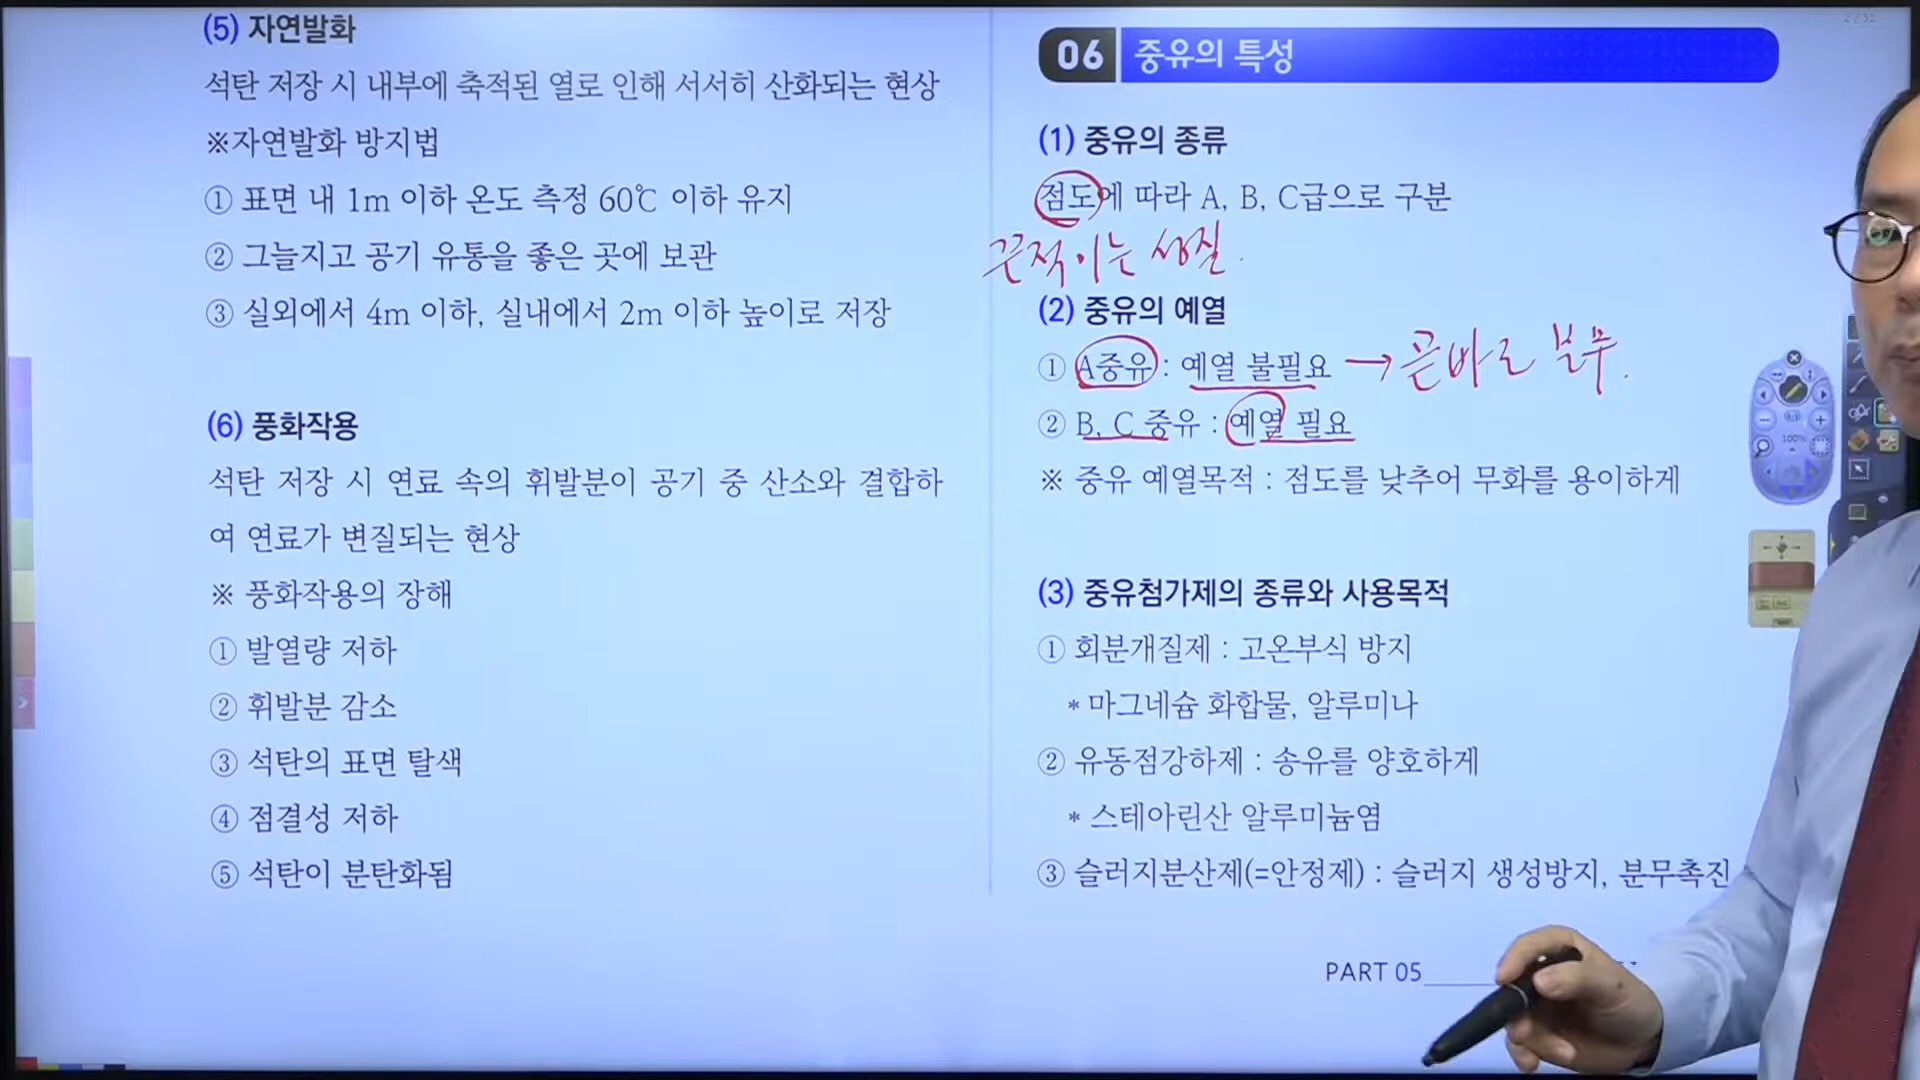 (5) 자연발화
석탄 저장 시 내부에 축적된 열로 인해 서서히 산화되는 현상
※자연발화 방지법
① 표면 내 1m 이하 온도 측정 60℃ 이하 유지
② 그늘지고 공기 유통을 좋은 곳에 보관
③ 실외에서 4m 이하, 실내에서 2m 이하 높이로 저장
(6) 풍화작용
석탄 저장 시 연료 속의 휘발분이 공기 중 산소와 결합하
여 연료가 변질되는 현상
※ 풍화작용의 장해
① 발열량 저하
② 휘발분 감소
③ 석탄의 표면 탈색
④ 점결성 저하
⑤ 석탄이 분탄화됨
06 중유의 특성
(1) 중유의 종류
점도에 따라 A, B, C급으로 구분
끈적이는 성질.
(2) 중유의 예열
① A중유 : 예열 불필요 → 곧바로 분무.
② B, C 중유 : 예열 필요
※ 중유 예열목적 : 점도를 낮추어 무화를 용이하게
(3) 중유첨가제의 종류와 사용목적
① 회분개질제 : 고온부식 방지
* 마그네슘 화합물, 알루미나
② 유동점강하제 : 송유를 양호하게
* 스테아린산 알루미늄염
③ 슬러지분산제(=안정제) : 슬러지 생성방지, 분무촉진
PART 05
100%